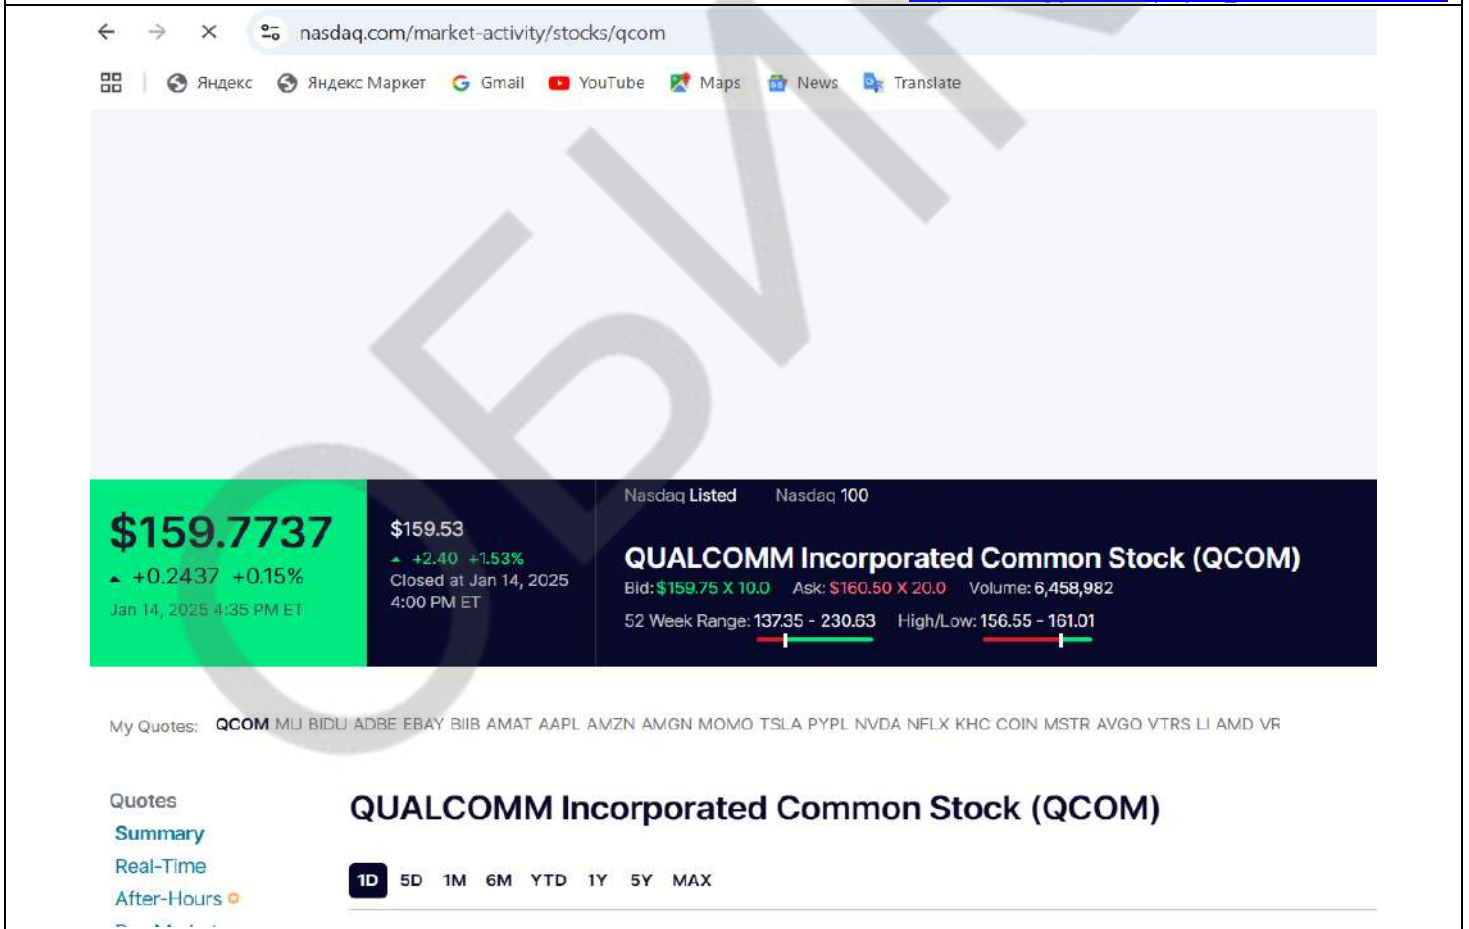 nasdaq.com/market-activity/stocks/qcom
Яндекс Яндекс Маркет Gmail YouTube Maps News Translate
$159.7737
+0.2437 +0.15%
Jan 14, 2025 4:35 PM ET
$159.53
+2.40 +1.53%
Closed at Jan 14, 2025
4:00 PM ET
Nasdaq Listed Nasdaq 100
QUALCOMM Incorporated Common Stock (QCOM)
Bid: $159.75 X 10.0 Ask: $160.50 X 20.0 Volume: 6,458,982
52 Week Range: 137.35 - 230.63 High/Low: 156.55 - 161.01
My Quotes: QCOM MU BIDU ADBE EBAY BIIB AMAT AAPL AMZN AMGN MOMO TSLA PYPL NVDA NFLX KHC COIN MSTR AVGO VTRS LI AMD VR
Quotes
Summary
Real-Time
After-Hours
QUALCOMM Incorporated Common Stock (QCOM)
1D 5D 1M 6M YTD 1Y 5Y MAX